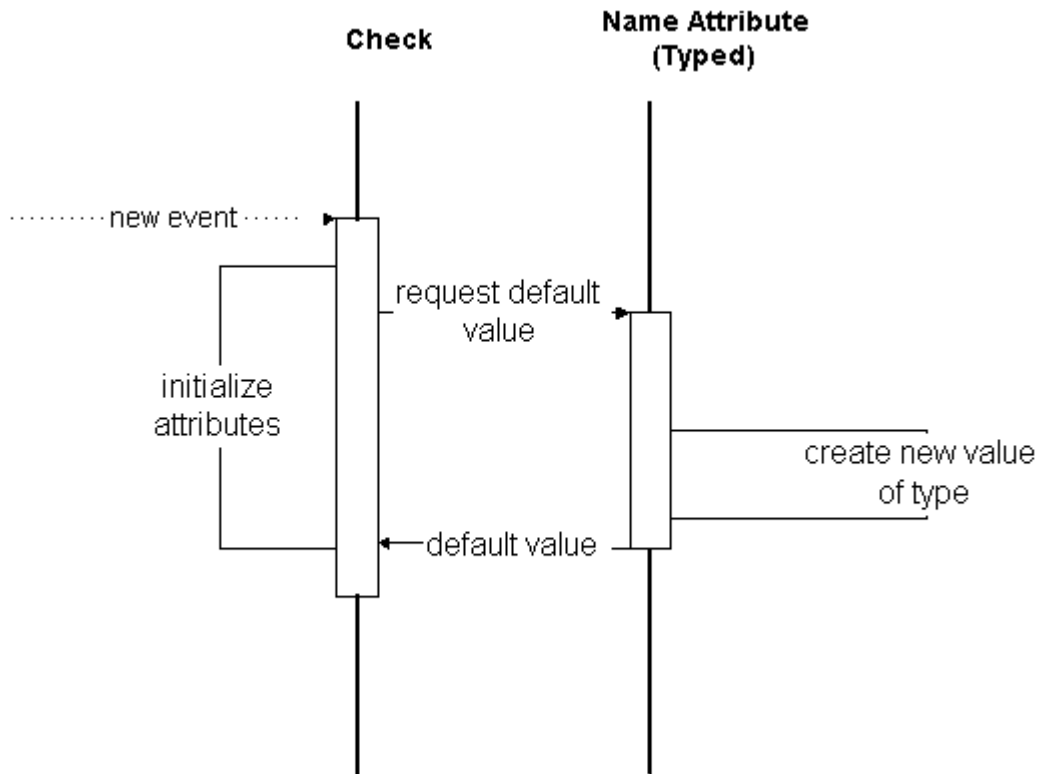 Check
Name Attribute
(Typed)
new event
request default
value
initialize
attributes
create new value
of type
default value